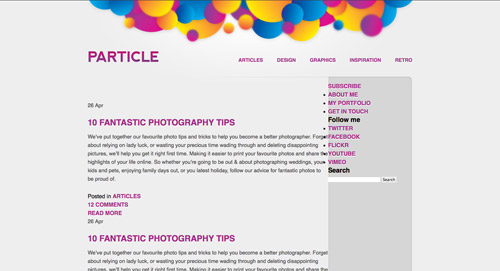 PARTICLE
ARTICLES DESIGN GRAPHICS INSPIRATION RETRO
26 Apr
10 FANTASTIC PHOTOGRAPHY TIPS
We've put together our favourite photo tips and tricks to help you become a better photographer. Forget
about relying on lady luck, or wasting your precious time wading through and deleting disappointing
pictures, we'll help you get it right first time. Making it easier to print your favourite photos and share the
highlights of your life online. So whether you're going to be out & about photographing weddings, your
kids and pets, enjoying family days out, or you latest holiday, follow our advice for fantastic photos to
be proud of.
Posted in ARTICLES
12 COMMENTS
READ MORE
26 Apr
10 FANTASTIC PHOTOGRAPHY TIPS
We've put together our favourite photo tips and tricks to help you become a better photographer. Forget
about relying on lady luck, or wasting your precious time wading through and deleting disappointing
pictures, we'll help you get it right first time. Making it easier to print your favourite photos and share the
SUBSCRIBE
ABOUT ME
MY PORTFOLIO
GET IN TOUCH
Follow me
TWITTER
FACEBOOK
FLICKR
YOUTUBE
VIMEO
Search
Search